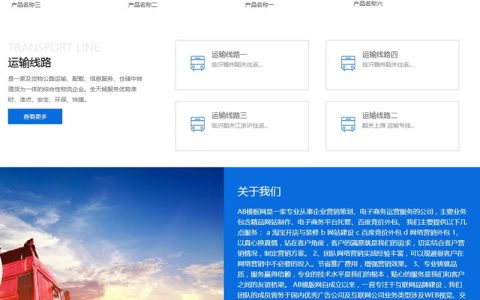 产品名称三 产品名称二 产品名称一 产品名称六
TRANSPORT LINE
运输线路
是一家及货物公路运输、配载、信息服务、仓储中转
理货为一体的综合性物流企业。全天候服务优势准
时、准点、安全、环保、快捷。
查看更多
运输线路一
临沂赣州韶关往返...
运输线路四
临沂赣州韶关往返...
运输线路三
临沂韶关江浙沪往返...
运输线路二
韶关上海 运输专线...
关于我们
AB模版网是一家专业从事企业营销策划、电子商务运营服务的公司，主要业务
包含精品网站制作、电子商务平台托管、百度竞价外包、 我们主要提供以下几
点服务： a 淘宝开店与装修 b 网站建设 c 百度竞价外包 d 网络营销外包 1、
以真心换真情，站在客户角度，客户的满意就是我们的追求，切实结合客户营
的情况，制定营销方案。 2、团队网络营销实战经验丰富，可以规避很客户在网
络营销中不必要的投入。节省推广费用，增强营销效果。 3、专业铸就品
质，服务赢得信赖，专业的技术水平是我们的根本，贴心的服务是我们和客户
之间的友谊桥梁。 AB模板网自成立以来，一直专注于互联网品牌建设，我们
团队的成员曾务于国内优秀广告公司及互联网公司业务类型涉及WEB视觉、交